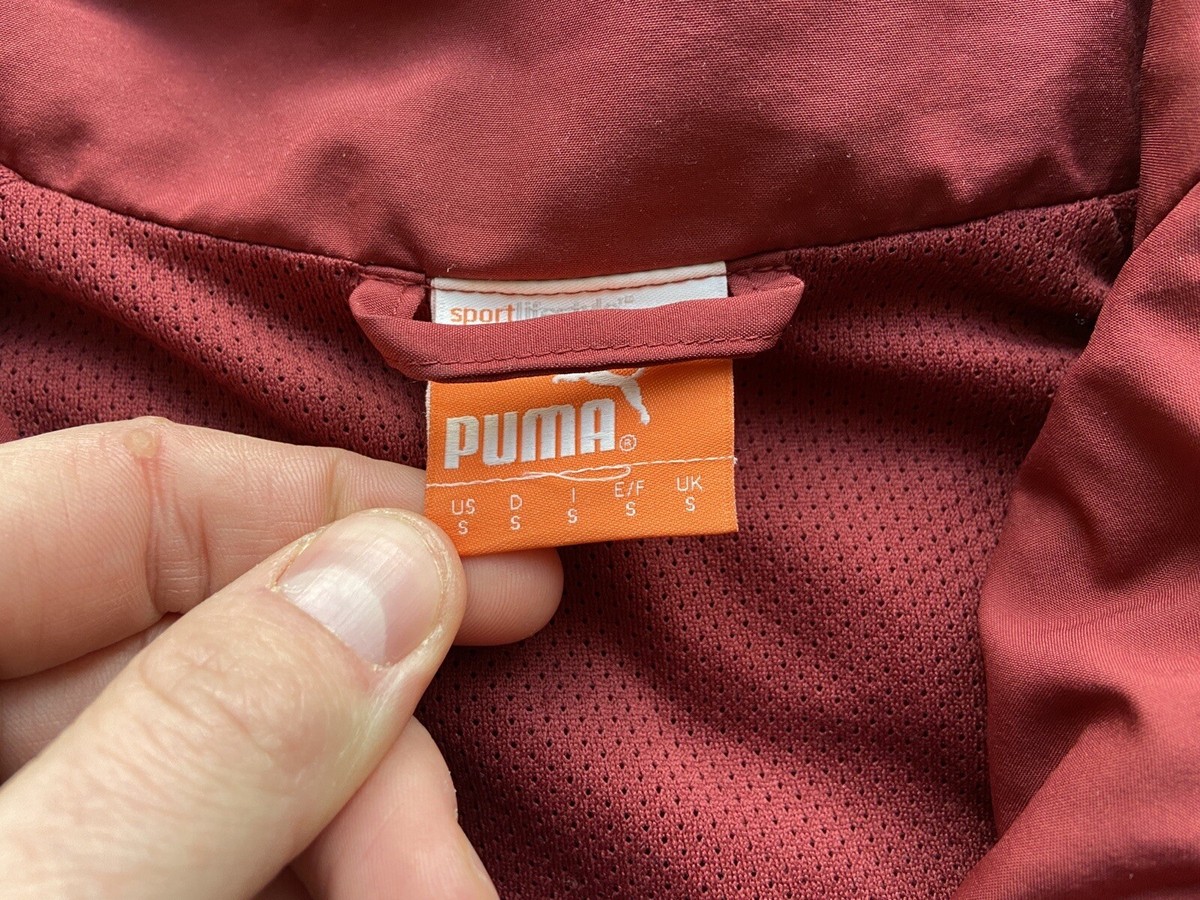 sport
PUMA®
US D I E/F UK
S S S S S